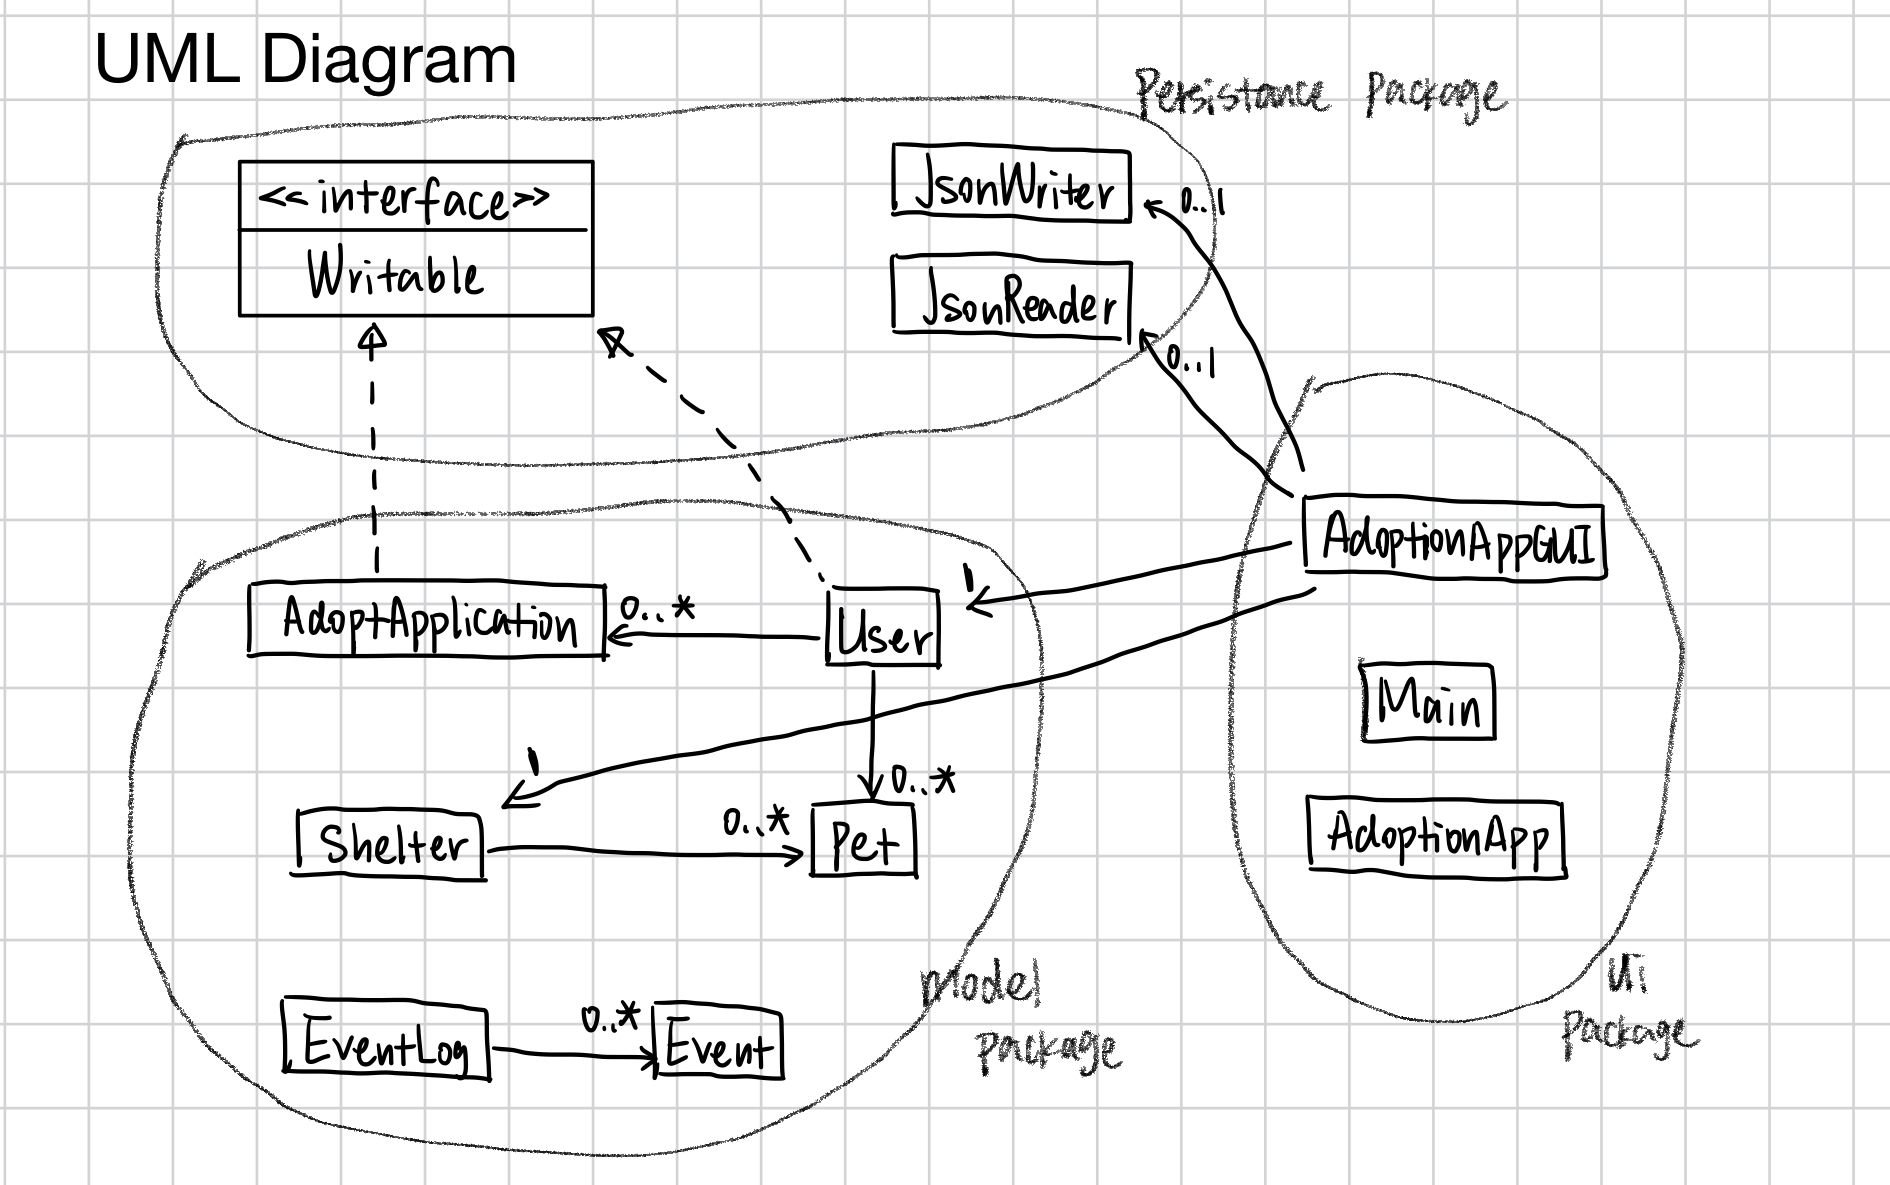 UML Diagram
Persistance Package
<<interface>>
Writable
JsonWriter
0..1
JsonReader
0..1
AdoptionAppGUI
1
AdoptApplication
0..*
User
Main
1
0..*
Shelter
0..*
Pet
AdoptionApp
Model
Package
Ui
Package
EventLog
0..*
Event